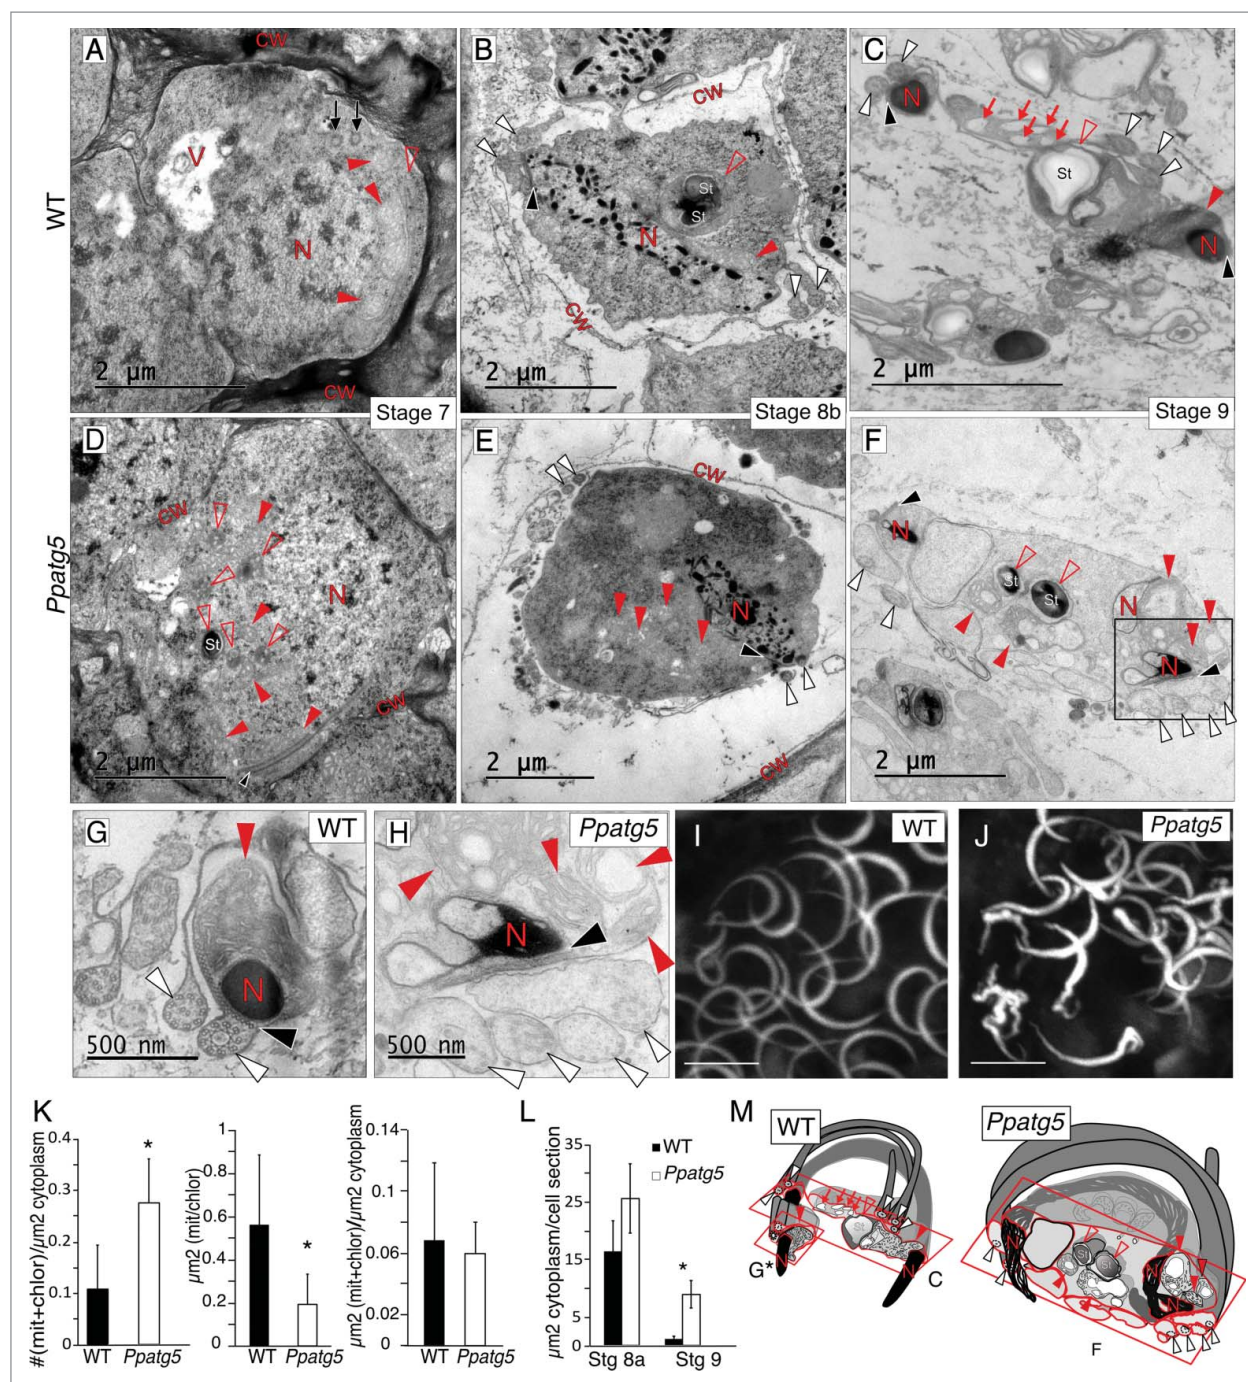 A
CW
V
N
CW
2 μm
Stage 7
B
CW
St
St
N
CW
2 μm
Stage 8b
C
N
St
N
2 μm
Stage 9
WT
D
CW
N
St
CW
2 μm
E
CW
N
CW
2 μm
F
N
St
St
N
N
2 μm
Ppatg5
G
WT
N
500 nm
H
Ppatg5
N
500 nm
I
WT
J
Ppatg5
K
#(mit+chlor)/μm2 cytoplasm
0.4
0.3
0.2
0.1
0
*
WT
Ppatg5
μm2 (mit/chlor)
1
0.8
0.6
0.4
0.2
0
*
WT
Ppatg5
μm2 (mit+chlor)/μm2 cytoplasm
0.14
0.1
0.06
0.02
0
WT
Ppatg5
L
μm2 cytoplasm/cell section
35
25
15
5
0
WT
Ppatg5
*
Stg 8a
Stg 9
M
WT
St
N
N
G*
C
Ppatg5
N
St
St
N
N
F